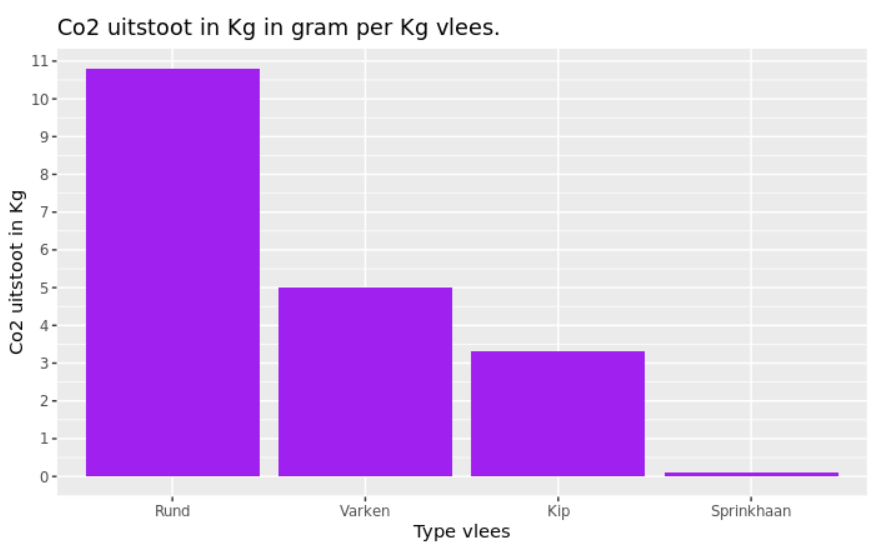 Co2 uitstoot in Kg in gram per Kg vlees.
Co2 uitstoot in Kg
11
10
9
8
7
6
5
4
3
2
1
0
Rund
Varken
Kip
Sprinkhaan
Type vlees